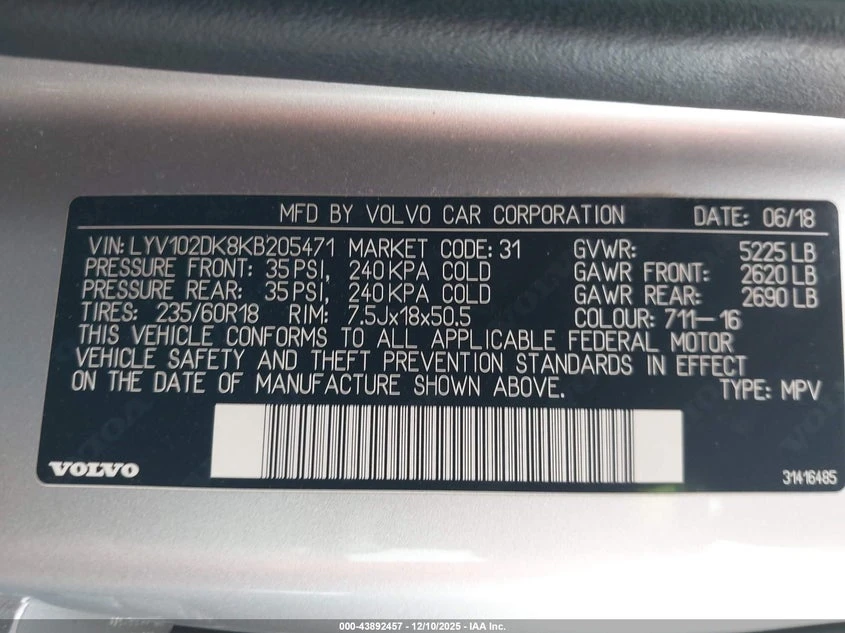 MFD BY VOLVO CAR CORPORATION DATE: 06/18
VIN: LYV102DK8KB205471 MARKET CODE: 31 GVWR: 5225 LB
PRESSURE FRONT: 35 PSI, 240 KPA COLD GAWR FRONT: 2620 LB
PRESSURE REAR: 35 PSI, 240 KPA COLD GAWR REAR: 2690 LB
TIRES: 235/60R18 RIM: 7.5Jx18x50.5 COLOUR: 711-16
THIS VEHICLE CONFORMS TO ALL APPLICABLE FEDERAL MOTOR
VEHICLE SAFETY AND THEFT PREVENTION STANDARDS IN EFFECT
ON THE DATE OF MANUFACTURE SHOWN ABOVE. TYPE: MPV
VOLVO 31416485
000-43892457 - 12/10/2025 - IAA Inc.